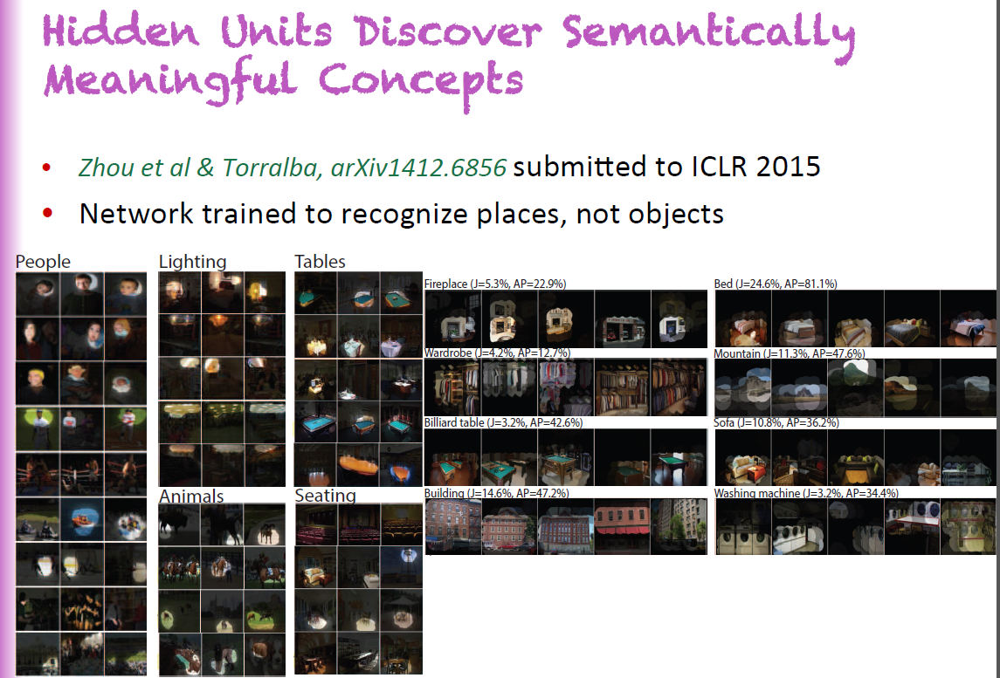 Hidden Units Discover Semantically
Meaningful Concepts
• Zhou et al & Torralba, arXiv1412.6856 submitted to ICLR 2015
• Network trained to recognize places, not objects
People
Lighting
Tables
Fireplace (J=5.3%, AP=22.9%)
Bed (J=24.6%, AP=81.1%)
Wardrobe (J=4.2%, AP=12.7%)
Mountain (J=11.3%, AP=47.6%)
Billiard table (J=3.2%, AP=42.6%)
Sofa (J=10.8%, AP=36.2%)
Animals
Seating
Building (J=14.6%, AP=47.2%)
Washing machine (J=3.2%, AP=34.4%)